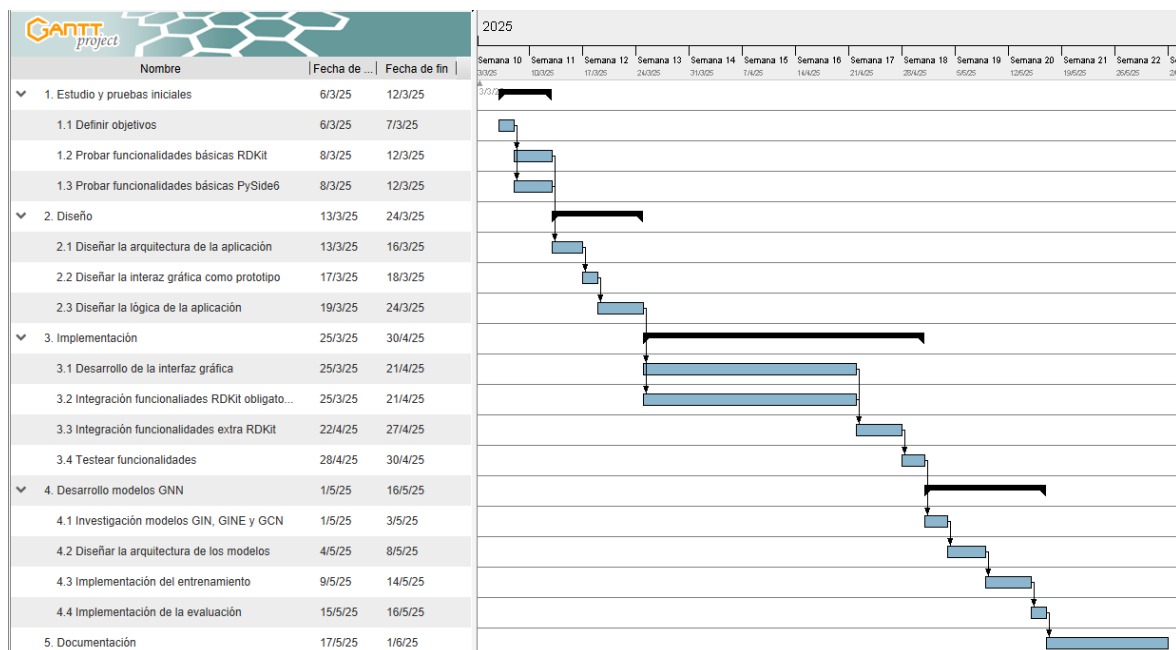 GANTT project
2025
Semana 10 Semana 11 Semana 12 Semana 13 Semana 14 Semana 15 Semana 16 Semana 17 Semana 18 Semana 19 Semana 20 Semana 21 Semana 22
Nombre Fecha de ... Fecha de fin
3/3/25 10/3/25 17/3/25 24/3/25 31/3/25 7/4/25 14/4/25 21/4/25 28/4/25 5/5/25 12/5/25 19/5/25 26/5/25
1. Estudio y pruebas iniciales 6/3/25 12/3/25
1.1 Definir objetivos 6/3/25 7/3/25
1.2 Probar funcionalidades básicas RDKit 8/3/25 12/3/25
1.3 Probar funcionalidades básicas PySide6 8/3/25 12/3/25
2. Diseño 13/3/25 24/3/25
2.1 Diseñar la arquitectura de la aplicación 13/3/25 16/3/25
2.2 Diseñar la interaz gráfica como prototipo 17/3/25 18/3/25
2.3 Diseñar la lógica de la aplicación 19/3/25 24/3/25
3. Implementación 25/3/25 30/4/25
3.1 Desarrollo de la interfaz gráfica 25/3/25 21/4/25
3.2 Integración funcionaliades RDKit obligato... 25/3/25 21/4/25
3.3 Integración funcionalidades extra RDKit 22/4/25 27/4/25
3.4 Testear funcionalidades 28/4/25 30/4/25
4. Desarrollo modelos GNN 1/5/25 16/5/25
4.1 Investigación modelos GIN, GINE y GCN 1/5/25 3/5/25
4.2 Diseñar la arquitectura de los modelos 4/5/25 8/5/25
4.3 Implementación del entrenamiento 9/5/25 14/5/25
4.4 Implementación de la evaluación 15/5/25 16/5/25
5. Documentación 17/5/25 1/6/25